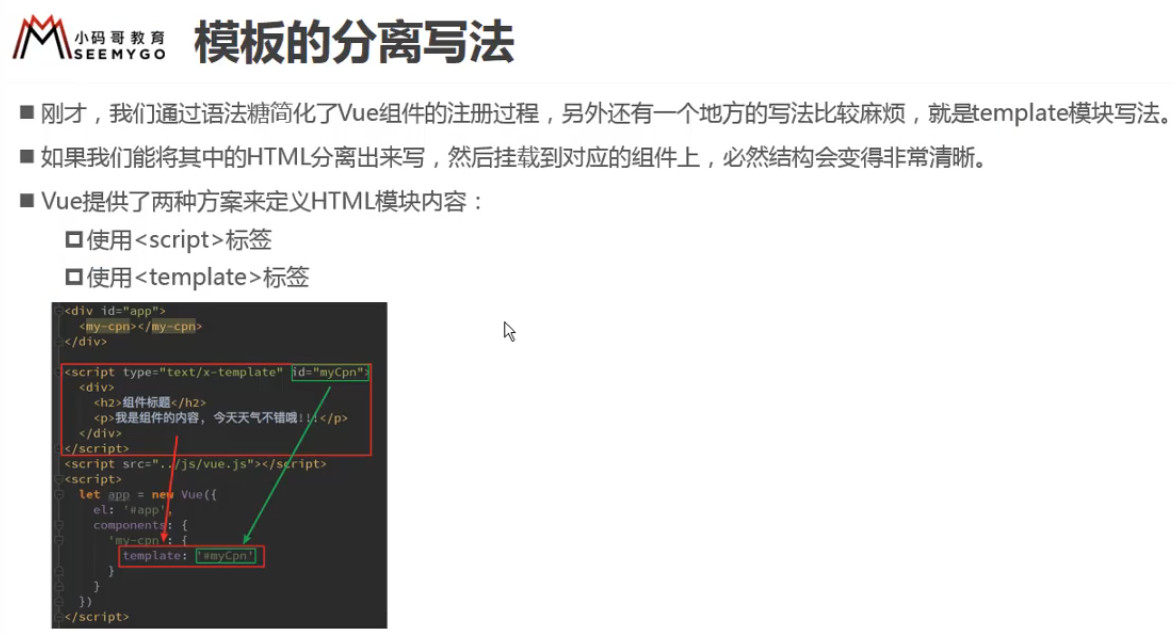 小码哥教育
SEEMYGO
模板的分离写法
刚才，我们通过语法糖简化了Vue组件的注册过程，另外还有一个地方的写法比较麻烦，就是template模块写法。
如果我们能将其中的HTML分离出来写，然后挂载到对应的组件上，必然结构会变得非常清晰。
Vue提供了两种方案来定义HTML模块内容：
使用<script>标签
使用<template>标签
<div id="app">
<my-cpn></my-cpn>
</div>
<script type="text/x-template" id="myCpn">
<div>
<h2>组件标题</h2>
<p>我是组件的内容, 今天天气不错哦!!!</p>
</div>
</script>
<script src="../js/vue.js"></script>
<script>
let app = new Vue({
el: '#app',
components: {
'my-cpn': {
template: '#myCpn'
}
}
})
</script>